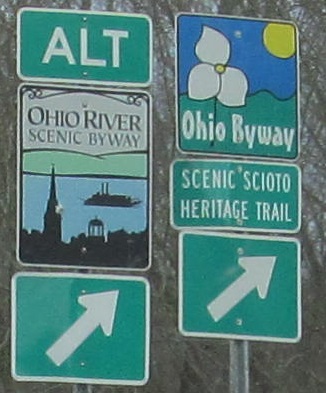 ALT
OHIO RIVER
SCENIC BYWAY
Ohio Byway
SCENIC SCIOTO
HERITAGE TRAIL